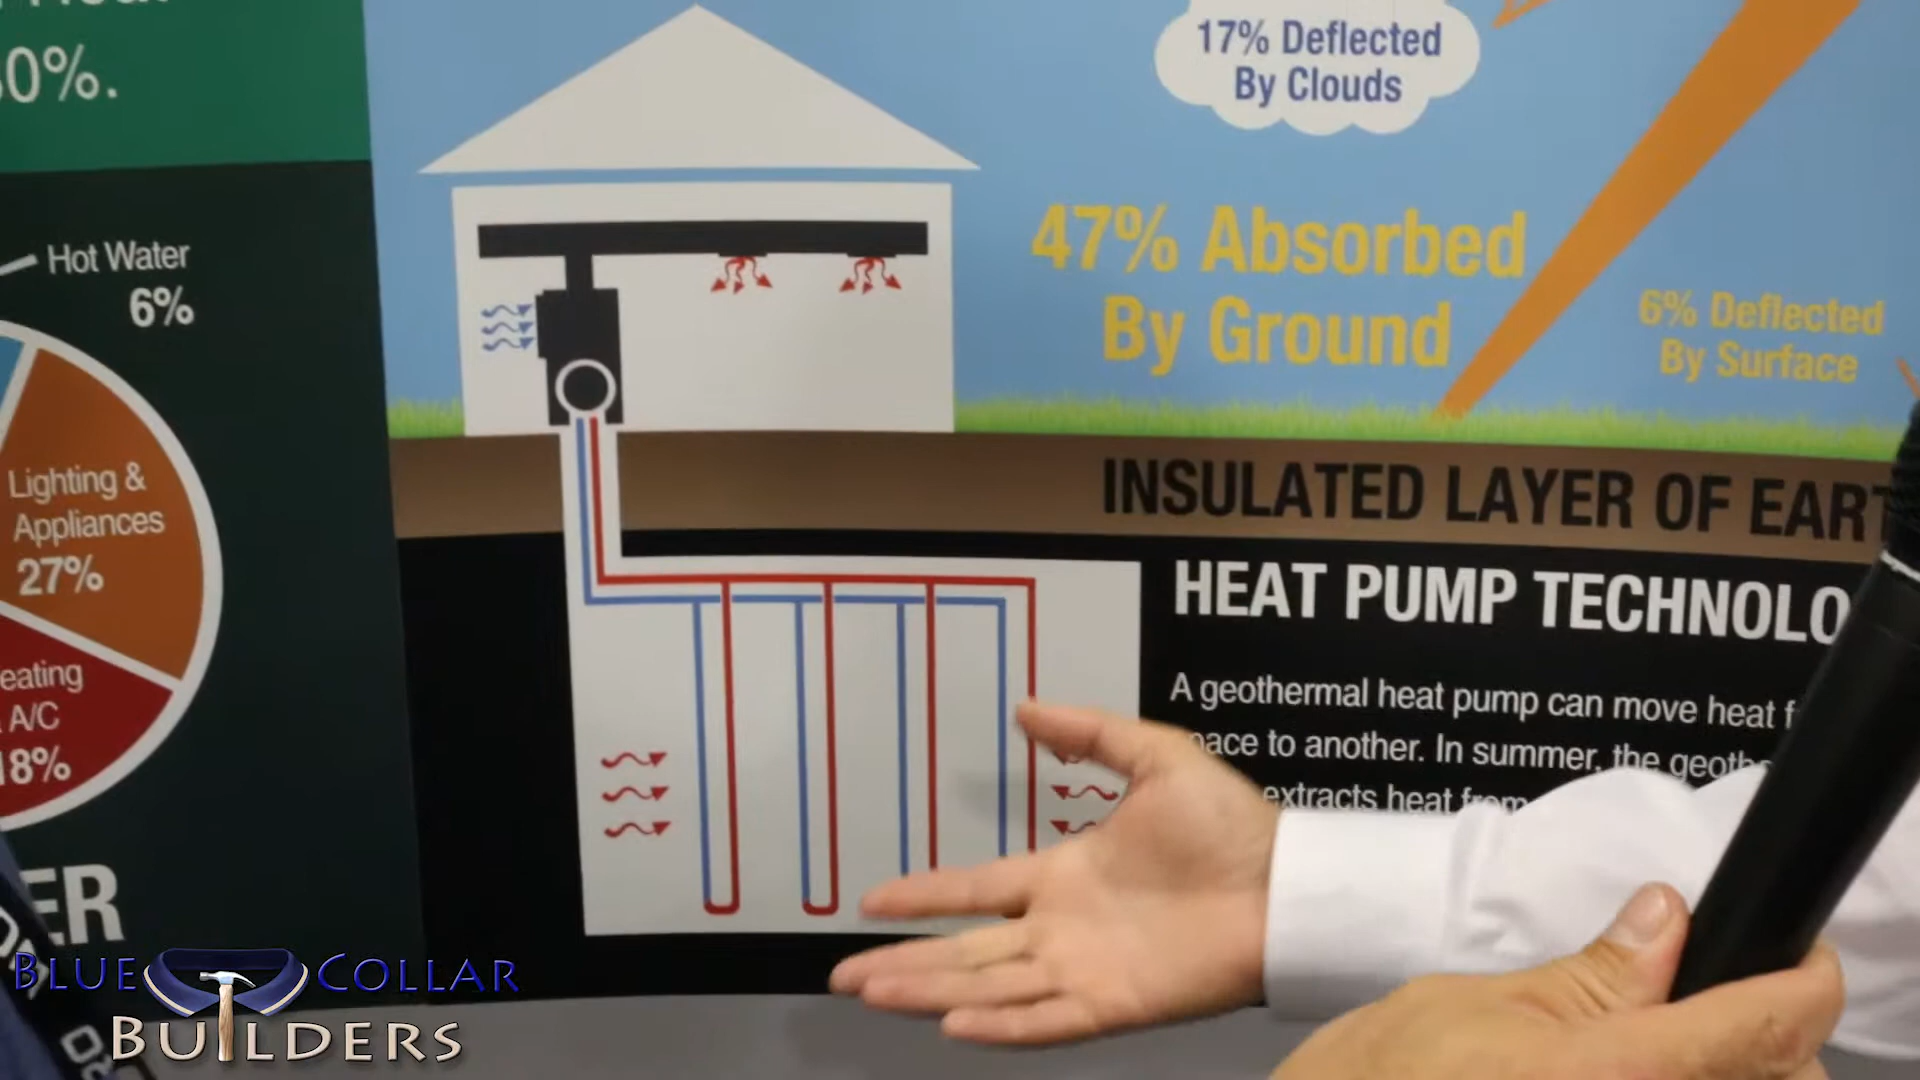 0%.
Hot Water
6%
Lighting &
Appliances
27%
eating
A/C
18%
ER
17% Deflected
By Clouds
47% Absorbed
By Ground
6% Deflected
By Surface
INSULATED LAYER OF EART
HEAT PUMP TECHNOLO
A geothermal heat pump can move heat f
pace to another. In summer, the geoth
extracts heat from
BLUE COLLAR
BUILDERS